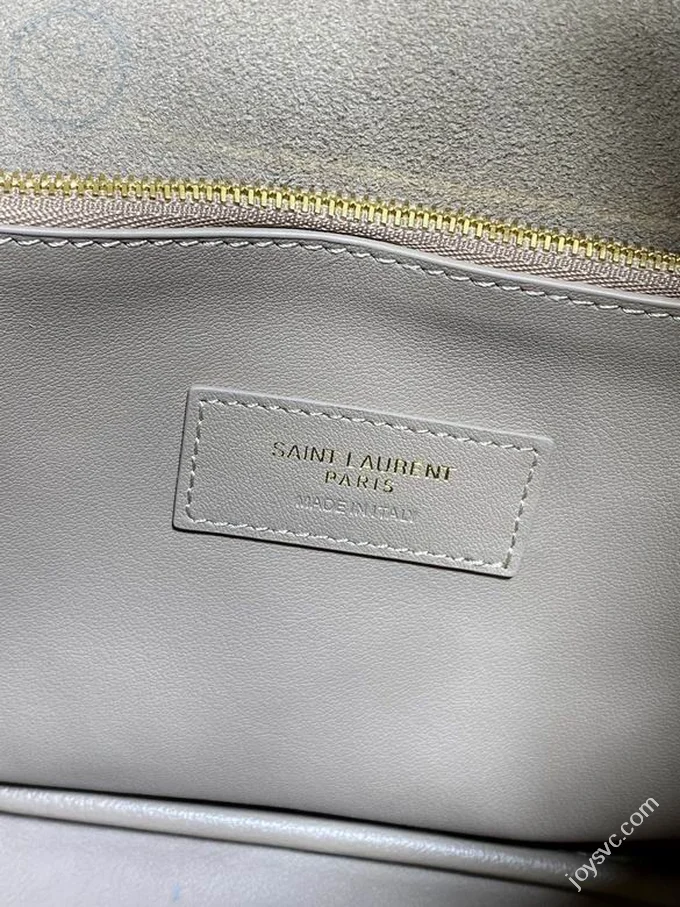 SAINT LAURENT
PARIS
MADE IN ITALY
joysvc.com